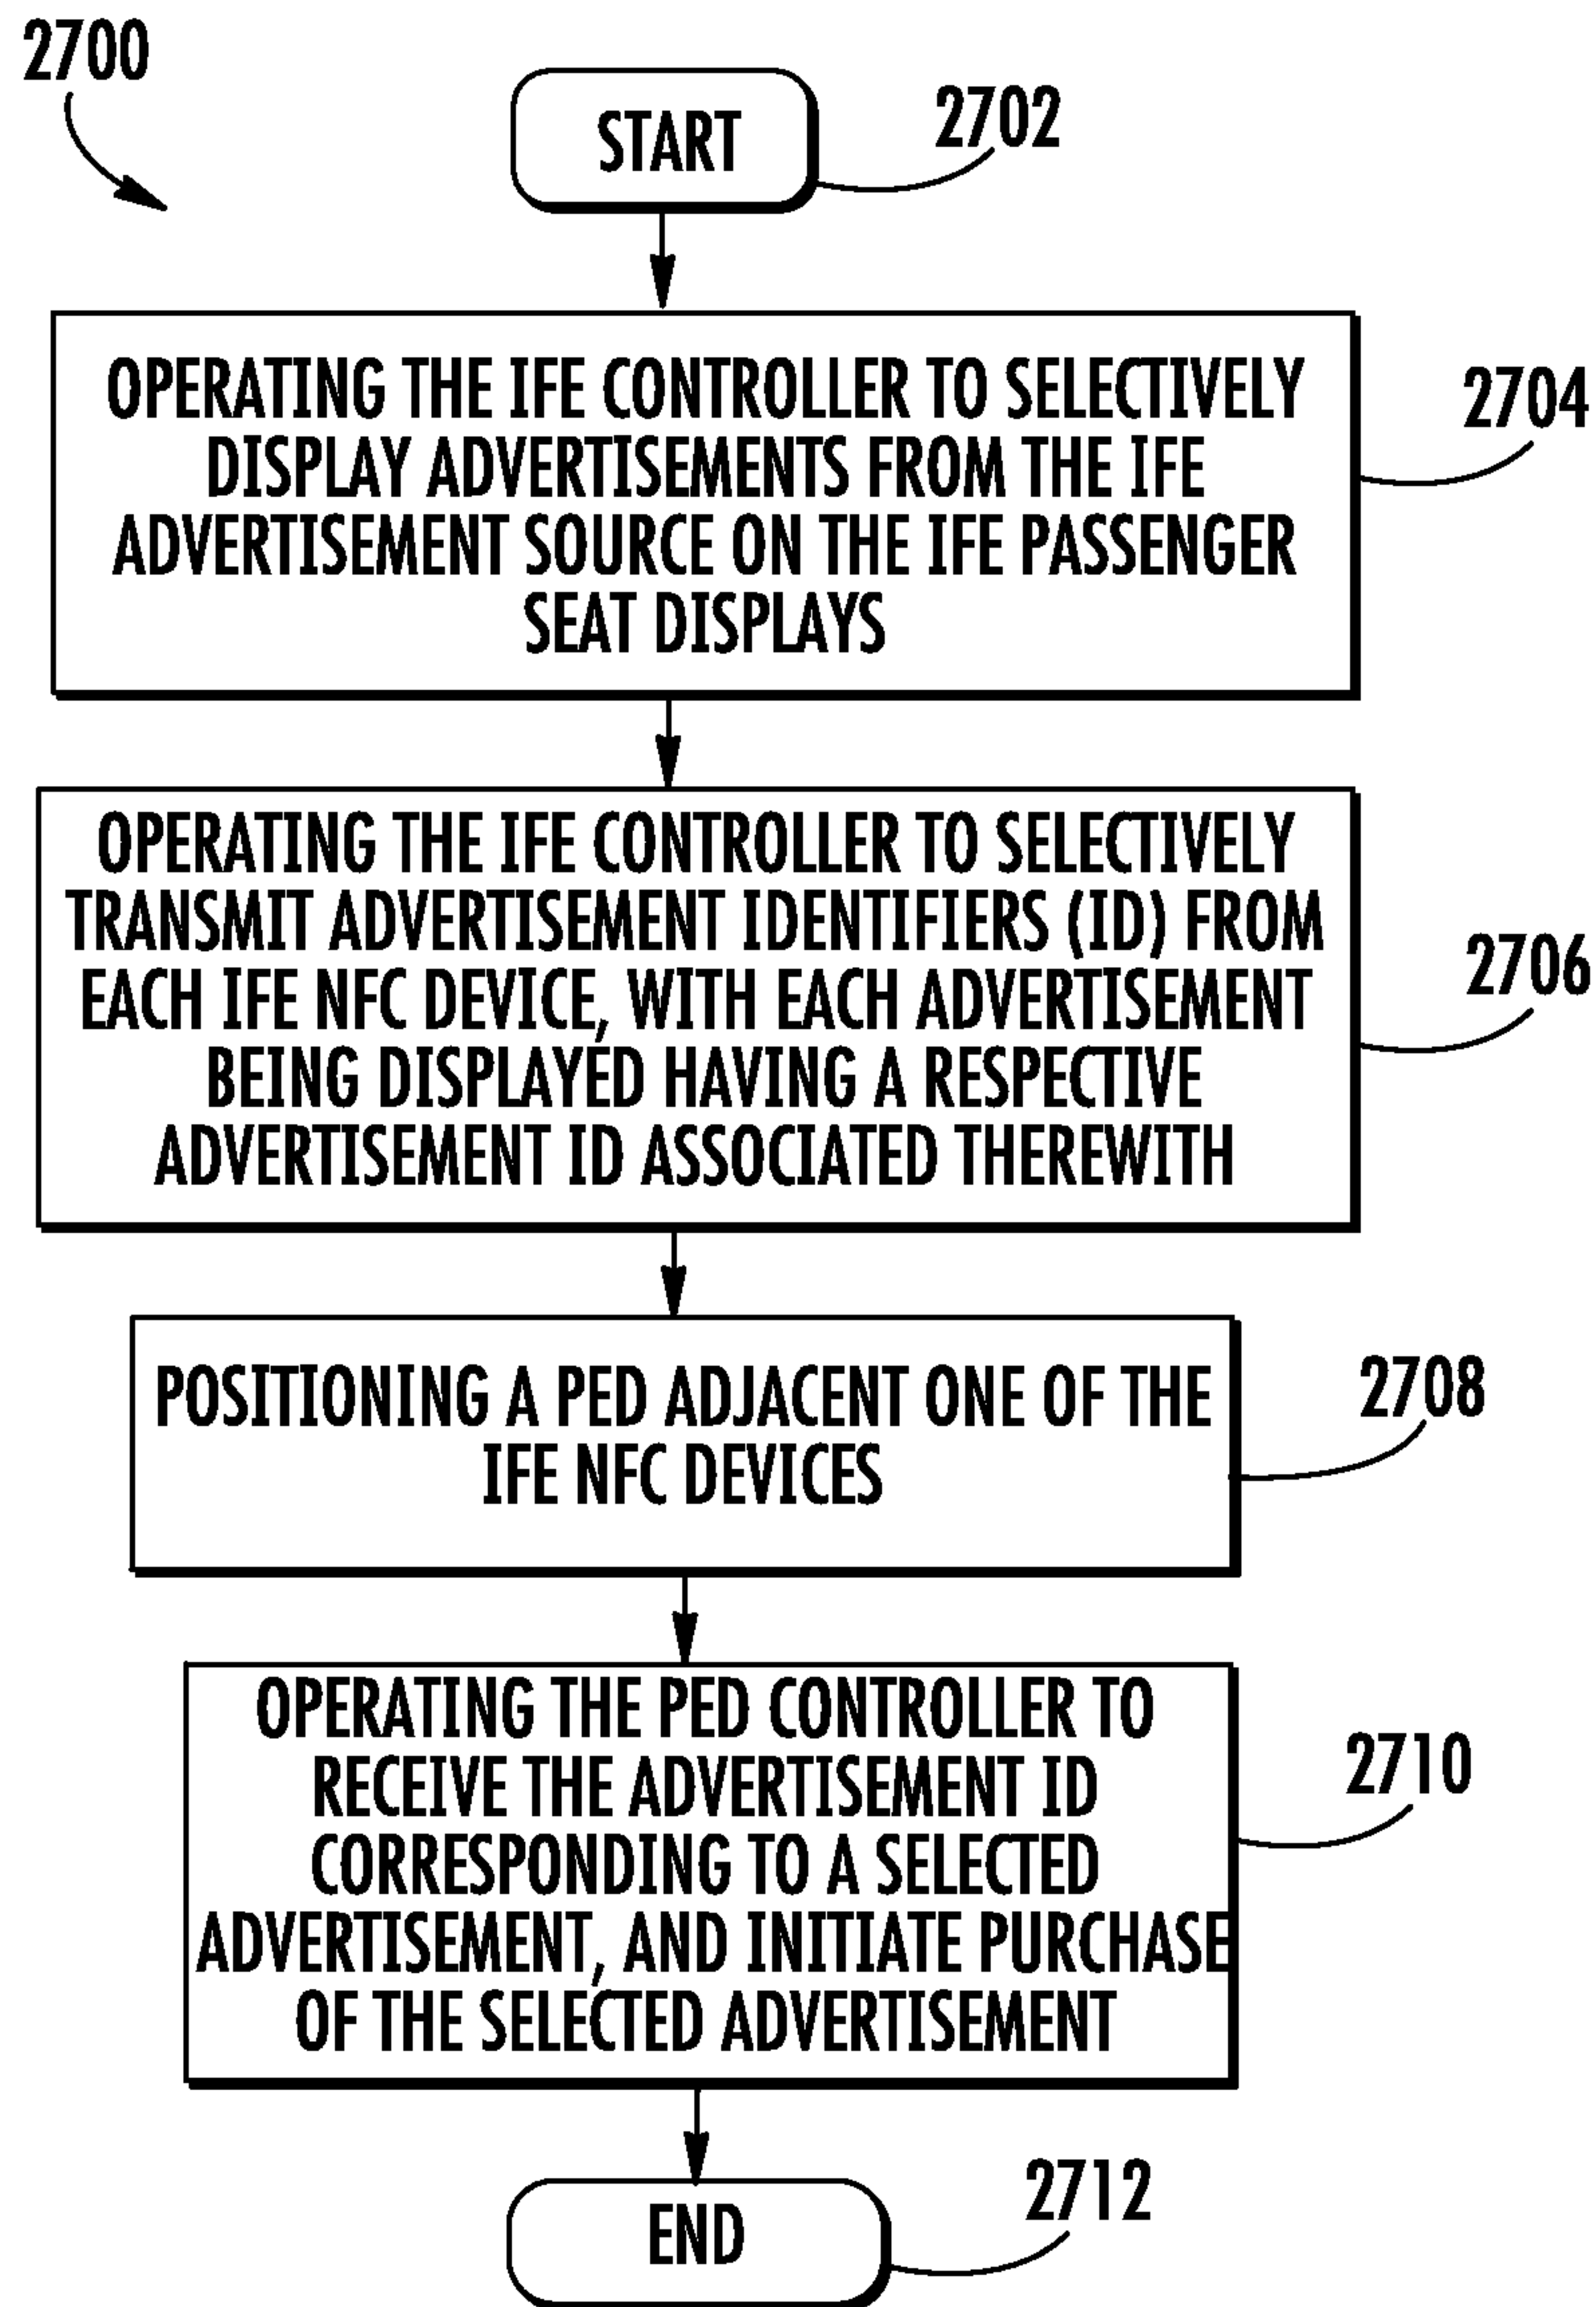 2700
START
2702
OPERATING THE IFE CONTROLLER TO SELECTIVELY
DISPLAY ADVERTISEMENTS FROM THE IFE
ADVERTISEMENT SOURCE ON THE IFE PASSENGER
SEAT DISPLAYS
2704
OPERATING THE IFE CONTROLLER TO SELECTIVELY
TRANSMIT ADVERTISEMENT IDENTIFIERS (ID) FROM
EACH IFE NFC DEVICE, WITH EACH ADVERTISEMENT
BEING DISPLAYED HAVING A RESPECTIVE
ADVERTISEMENT ID ASSOCIATED THEREWITH
2706
POSITIONING A PED ADJACENT ONE OF THE
IFE NFC DEVICES
2708
OPERATING THE PED CONTROLLER TO
RECEIVE THE ADVERTISEMENT ID
CORRESPONDING TO A SELECTED
ADVERTISEMENT, AND INITIATE PURCHASE
OF THE SELECTED ADVERTISEMENT
2710
END
2712